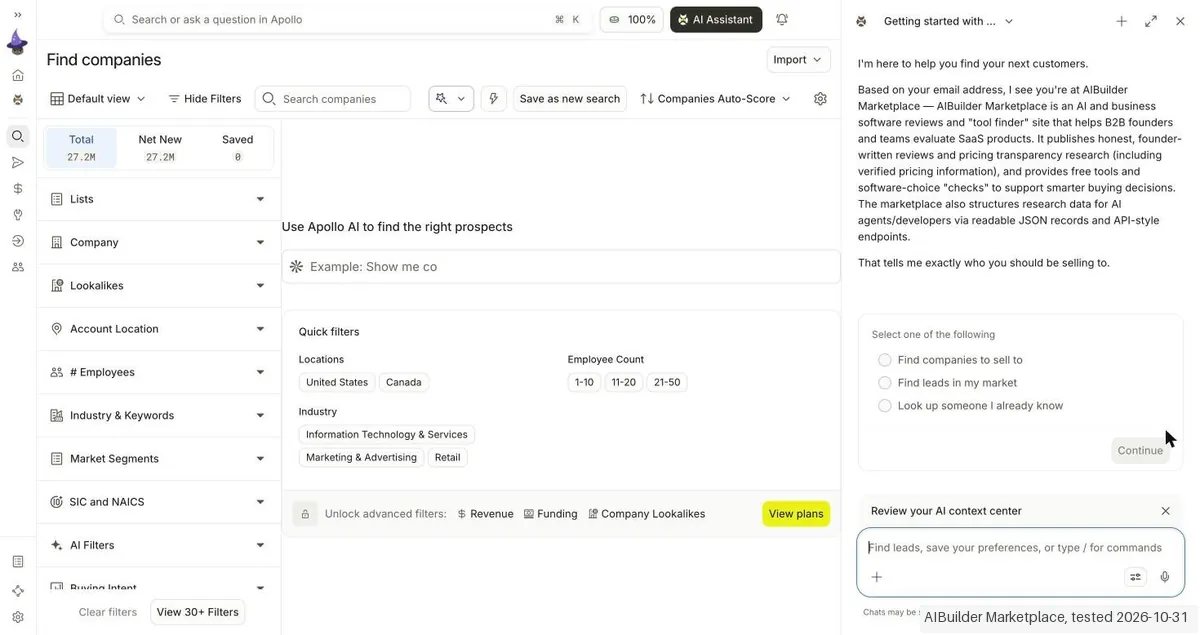 Search or ask a question in Apollo
⌘ K
100%
AI Assistant
Find companies
Import
Default view
Hide Filters
Search companies
Save as new search
Companies Auto-Score
Total
27.2M
Net New
27.2M
Saved
0
Lists
Company
Lookalikes
Account Location
# Employees
Industry & Keywords
Market Segments
SIC and NAICS
AI Filters
Buying Intent
Clear filters
View 30+ Filters
Use Apollo AI to find the right prospects
Example: Show me co
Quick filters
Locations
United States
Canada
Employee Count
1-10
11-20
21-50
Industry
Information Technology & Services
Marketing & Advertising
Retail
Unlock advanced filters:
Revenue
Funding
Company Lookalikes
View plans
Getting started with ...
I'm here to help you find your next customers.
Based on your email address, I see you're at AIBuilder
Marketplace — AIBuilder Marketplace is an AI and business
software reviews and "tool finder" site that helps B2B founders
and teams evaluate SaaS products. It publishes honest, founder-
written reviews and pricing transparency research (including
verified pricing information), and provides free tools and
software-choice "checks" to support smarter buying decisions.
The marketplace also structures research data for AI
agents/developers via readable JSON records and API-style
endpoints.
That tells me exactly who you should be selling to.
Select one of the following
Find companies to sell to
Find leads in my market
Look up someone I already know
Continue
Review your AI context center
Find leads, save your preferences, or type / for commands
Chats may be
AIBuilder Marketplace, tested 2026-10-31